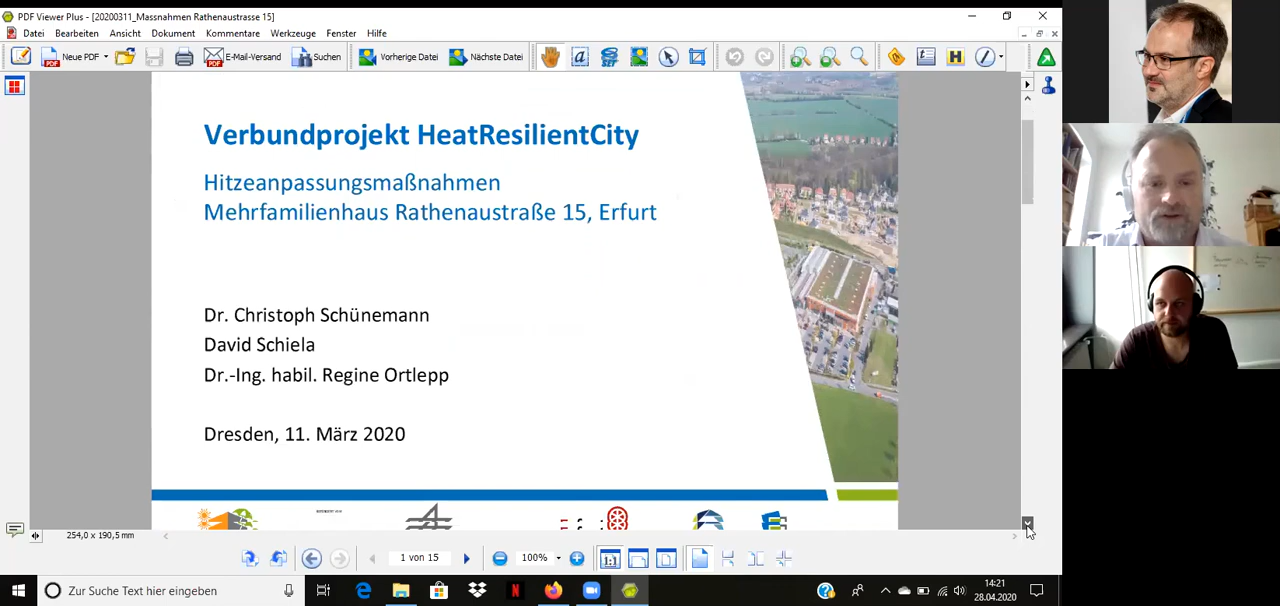 PDF Viewer Plus - [20200311_Massnahmen Rathenaustrasse 15]
Datei Bearbeiten Ansicht Dokument Kommentare Werkzeuge Fenster Hilfe
Neue PDF E-Mail-Versand Suchen Vorherige Datei Nächste Datei
Verbundprojekt HeatResilientCity
Hitzeanpassungsmaßnahmen
Mehrfamilienhaus Rathenaustraße 15, Erfurt
Dr. Christoph Schünemann
David Schiela
Dr.-Ing. habil. Regine Ortlepp
Dresden, 11. März 2020
254,0 x 190,5 mm
1 von 15
100%
1:1
Zur Suche Text hier eingeben
14:21
28.04.2020